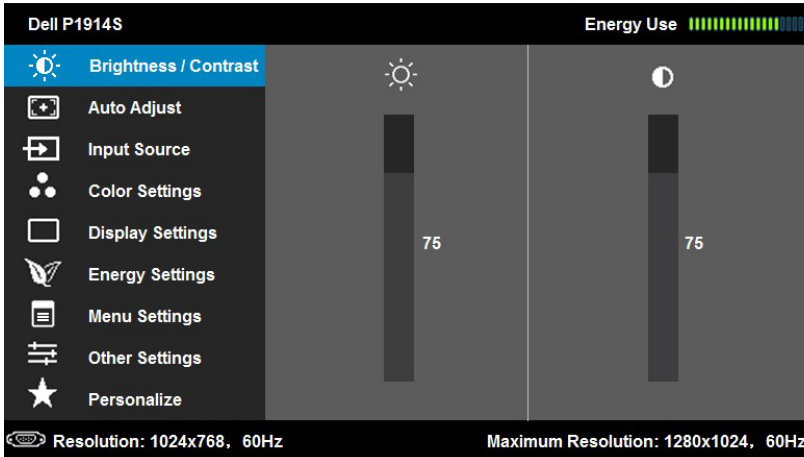 Dell P1914S
Energy Use
Brightness / Contrast
Auto Adjust
Input Source
Color Settings
Display Settings
Energy Settings
Menu Settings
Other Settings
Personalize
75
75
Resolution: 1024x768, 60Hz
Maximum Resolution: 1280x1024, 60Hz